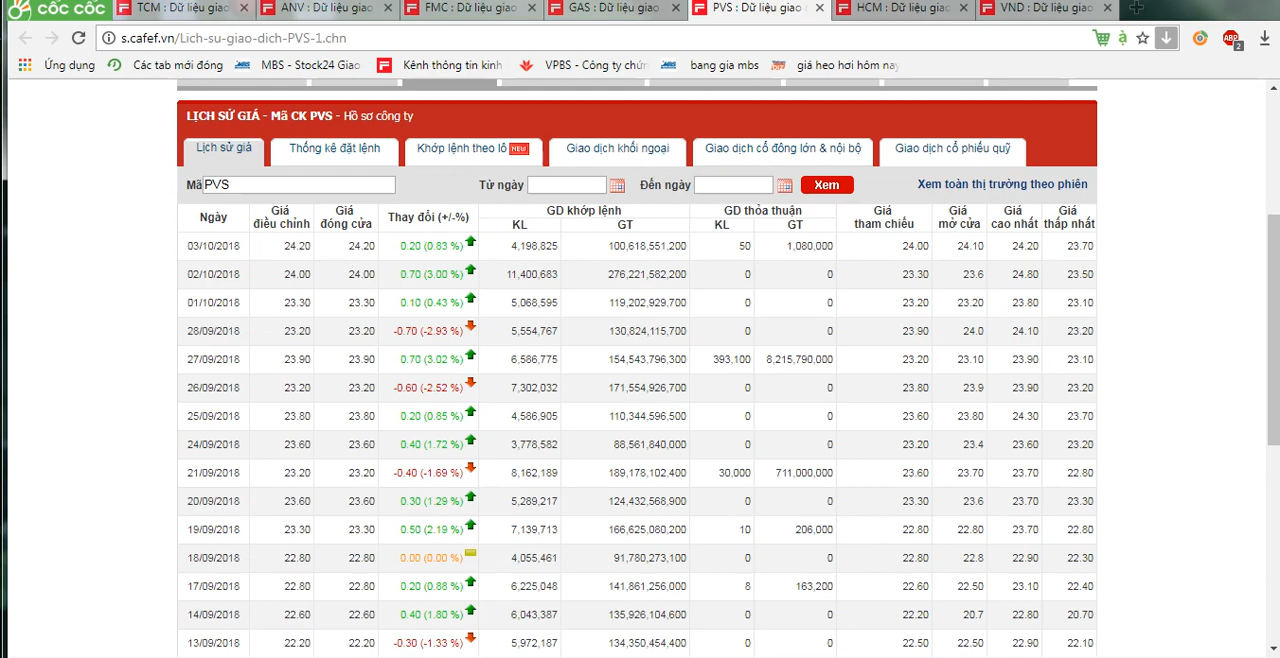 cốc cốc TCM : Dữ liệu giao ANV : Dữ liệu giao FMC : Dữ liệu giao GAS : Dữ liệu giao PVS : Dữ liệu giao HCM : Dữ liệu giao VND : Dữ liệu giao
s.cafef.vn/Lich-su-giao-dich-PVS-1.chn à ABP 2
Ứng dụng Các tab mới đóng MBS - Stock24 Giao Kênh thông tin kinh VPBS - Công ty chứn bang gia mbs giá heo hơi hôm nay
LỊCH SỬ GIÁ - Mã CK PVS - Hồ sơ công ty
Lịch sử giá Thống kê đặt lệnh Khớp lệnh theo lô NEW Giao dịch khối ngoại Giao dịch cổ đông lớn & nội bộ Giao dịch cổ phiếu quỹ
Mã PVS Từ ngày Đến ngày Xem Xem toàn thị trường theo phiên
Ngày Giá điều chỉnh Giá đóng cửa Thay đổi (+/-%) GD khớp lệnh GD thỏa thuận Giá tham chiếu Giá mở cửa Giá cao nhất Giá thấp nhất
KL GT KL GT
03/10/2018 24.20 24.20 0.20 (0.83 %) 4,198,825 100,618,551,200 50 1,080,000 24.00 24.10 24.20 23.70
02/10/2018 24.00 24.00 0.70 (3.00 %) 11,400,683 276,221,582,200 0 0 23.30 23.6 24.80 23.50
01/10/2018 23.30 23.30 0.10 (0.43 %) 5,068,595 119,202,929,700 0 0 23.20 23.20 23.80 23.10
28/09/2018 23.20 23.20 -0.70 (-2.93 %) 5,554,767 130,824,115,700 0 0 23.90 24.0 24.10 23.20
27/09/2018 23.90 23.90 0.70 (3.02 %) 6,586,775 154,543,796,300 393,100 8,215,790,000 23.20 23.10 23.90 23.10
26/09/2018 23.20 23.20 -0.60 (-2.52 %) 7,302,032 171,554,926,700 0 0 23.80 23.9 23.90 23.20
25/09/2018 23.80 23.80 0.20 (0.85 %) 4,586,905 110,344,596,500 0 0 23.60 23.80 24.30 23.70
24/09/2018 23.60 23.60 0.40 (1.72 %) 3,778,582 88,561,840,000 0 0 23.20 23.4 23.60 23.20
21/09/2018 23.20 23.20 -0.40 (-1.69 %) 8,162,189 189,178,102,400 30,000 711,000,000 23.60 23.70 23.70 22.80
20/09/2018 23.60 23.60 0.30 (1.29 %) 5,289,217 124,432,568,900 0 0 23.30 23.6 23.70 23.30
19/09/2018 23.30 23.30 0.50 (2.19 %) 7,139,713 166,625,080,200 10 206,000 22.80 22.80 23.70 22.80
18/09/2018 22.80 22.80 0.00 (0.00 %) 4,055,461 91,780,273,100 0 0 22.80 22.8 22.90 22.30
17/09/2018 22.80 22.80 0.20 (0.88 %) 6,225,048 141,861,256,000 8 163,200 22.60 22.50 23.10 22.40
14/09/2018 22.60 22.60 0.40 (1.80 %) 6,043,387 135,926,104,600 0 0 22.20 20.7 22.80 20.70
13/09/2018 22.20 22.20 -0.30 (-1.33 %) 5,972,187 134,350,454,400 0 0 22.50 22.50 22.90 22.10